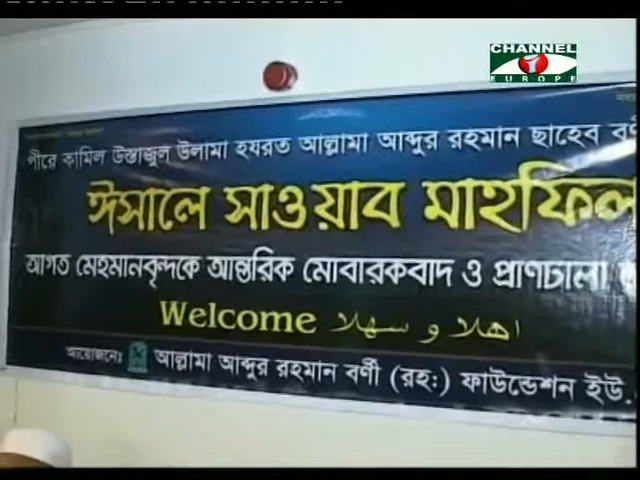 CHANNEL
EUROPE
পীরে কামিল উস্তাজুল উলামা হযরত আল্লামা আব্দুর রহমান ছাহেব
ঈসালে সাওয়াব মাহফিল
আগত মেহমানবৃন্দকে আন্তরিক মোবারকবাদ ও প্রাণঢালা
Welcome اهلا و سهلا
আয়োজনেঃ আল্লামা আব্দুর রহমান বর্ণী (রহঃ) ফাউন্ডেশন ইউ.